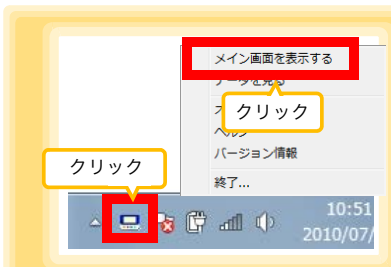 メイン画面を表示する
データを見る
クリック
ヘルプ
バージョン情報
クリック
終了...
10:51
2010/07/